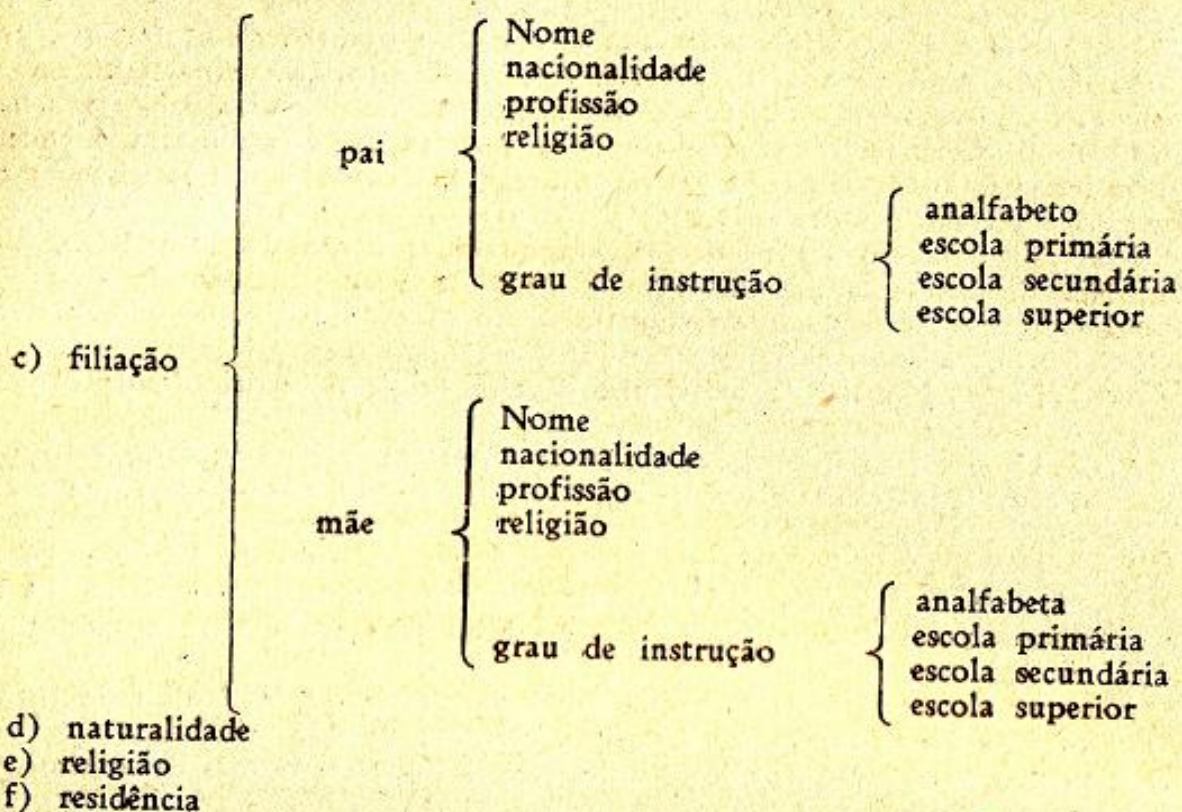 Nome
nacionalidade
profissão
religião
pai
analfabeto
escola primária
grau de instrução
escola secundária
escola superior
c) filiação
Nome
nacionalidade
profissão
religião
mãe
analfabeta
escola primária
grau de instrução
escola secundária
escola superior
d) naturalidade
e) religião
f) residência